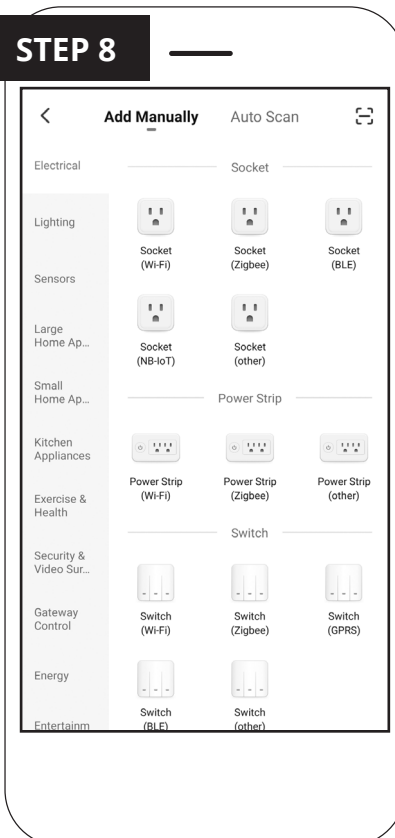 STEP 8
Add Manually Auto Scan
Electrical
Lighting
Sensors
Large
Home Ap...
Small
Home Ap...
Kitchen
Appliances
Exercise &
Health
Security &
Video Sur...
Gateway
Control
Energy
Entertainm
Socket
Socket
(Wi-Fi)
Socket
(Zigbee)
Socket
(BLE)
Socket
(NB-IoT)
Socket
(other)
Power Strip
Power Strip
(Wi-Fi)
Power Strip
(Zigbee)
Power Strip
(other)
Switch
Switch
(Wi-Fi)
Switch
(Zigbee)
Switch
(GPRS)
Switch
(BLE)
Switch
(other)